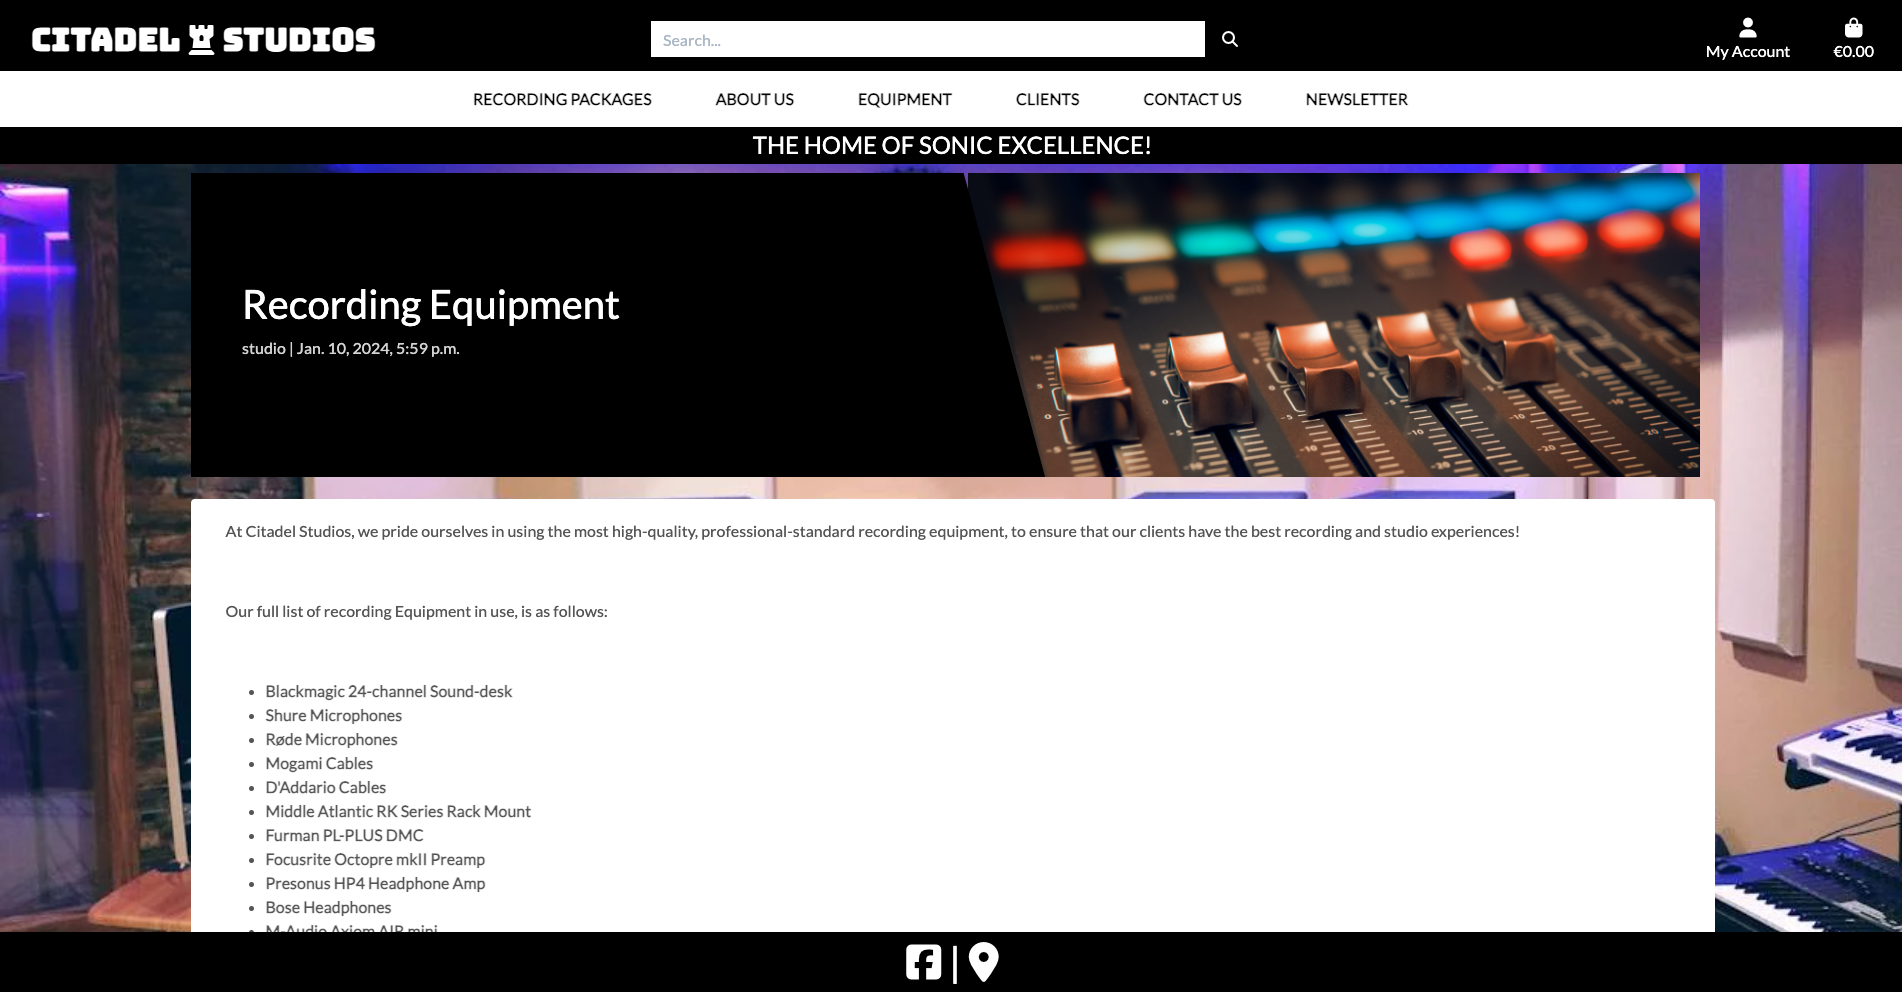 CITADEL STUDIOS
Search...
My Account
€0.00
RECORDING PACKAGES
ABOUT US
EQUIPMENT
CLIENTS
CONTACT US
NEWSLETTER
THE HOME OF SONIC EXCELLENCE!
Recording Equipment
studio | Jan. 10, 2024, 5:59 p.m.
At Citadel Studios, we pride ourselves in using the most high-quality, professional-standard recording equipment, to ensure that our clients have the best recording and studio experiences!
Our full list of recording Equipment in use, is as follows:
• Blackmagic 24-channel Sound-desk
• Shure Microphones
• Røde Microphones
• Mogami Cables
• D'Addario Cables
• Middle Atlantic RK Series Rack Mount
• Furman PL-PLUS DMC
• Focusrite Octopre mkII Preamp
• Presonus HP4 Headphone Amp
• Bose Headphones
• M-Audio Axiom AIR mini
|